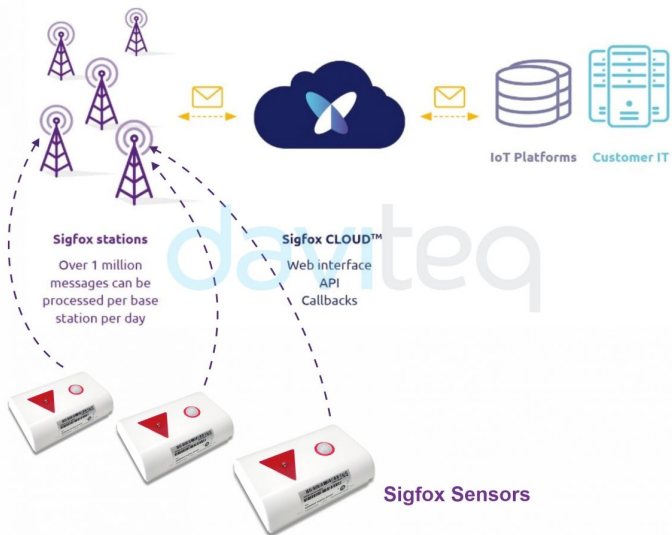 IoT Platforms
Customer IT
Sigfox stations
Over 1 million
messages can be
processed per base
station per day
Sigfox CLOUD™
Web interface
API
Callbacks
daviteq
Sigfox Sensors